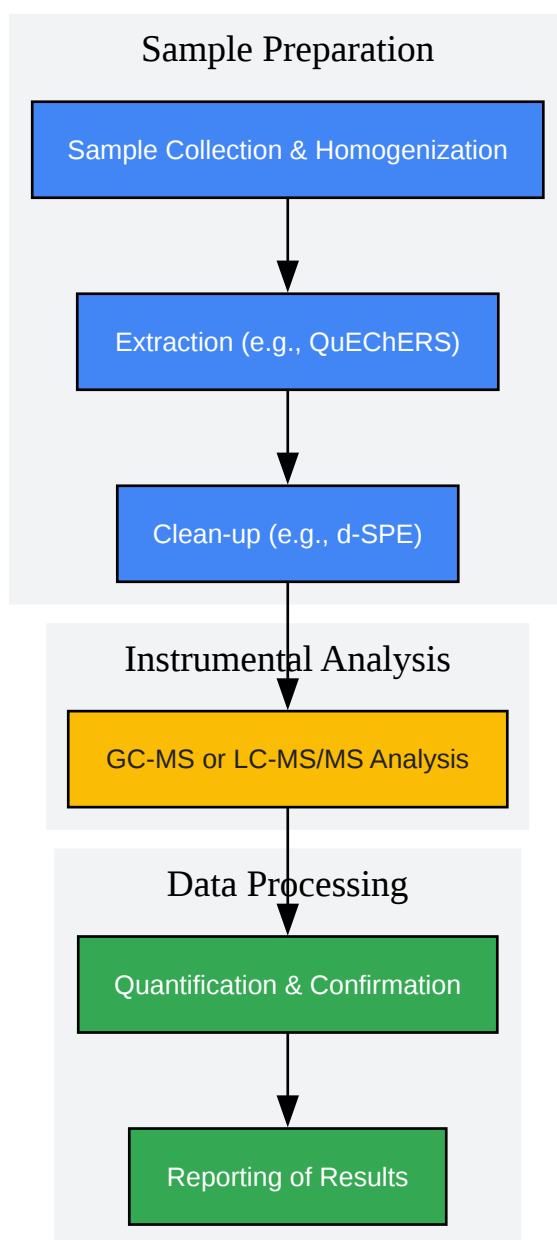 Sample Preparation
Sample Collection & Homogenization
Extraction (e.g., QuEChERS)
Clean-up (e.g., d-SPE)
Instrumental Analysis
GC-MS or LC-MS/MS Analysis
Data Processing
Quantification & Confirmation
Reporting of Results